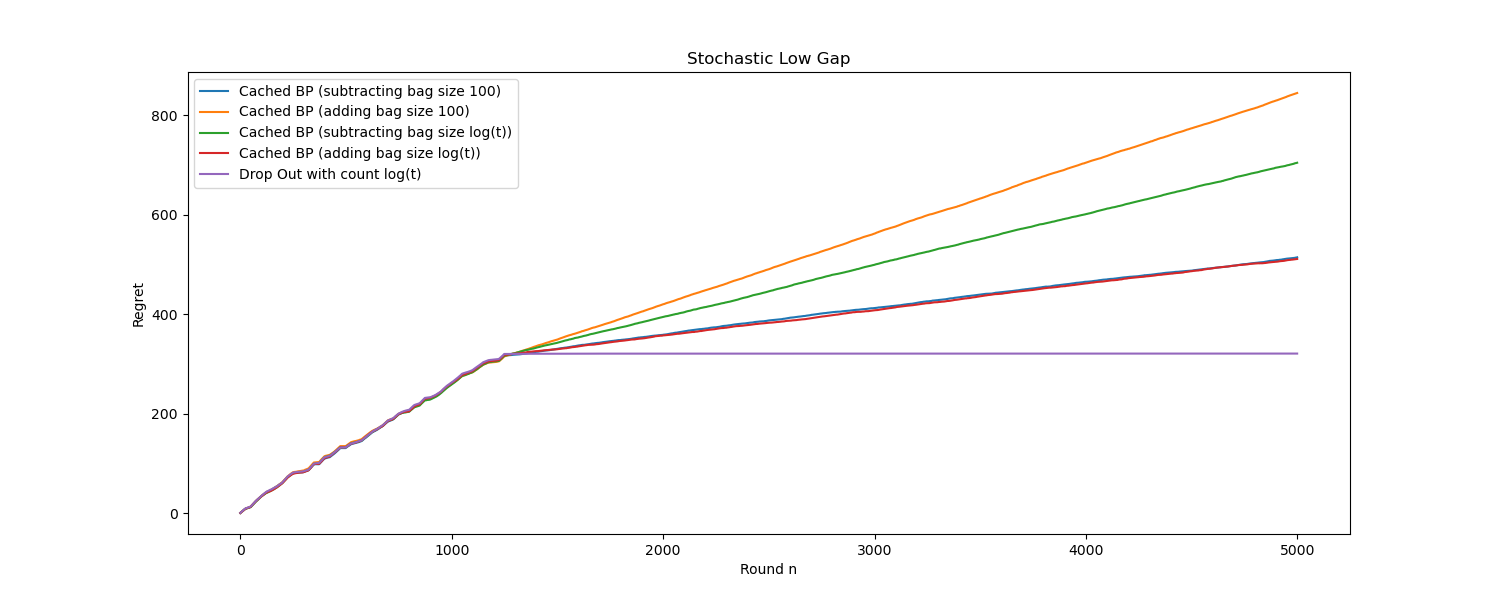 Stochastic Low Gap
Cached BP (subtracting bag size 100)
Cached BP (adding bag size 100)
Cached BP (subtracting bag size log(t))
Cached BP (adding bag size log(t))
Drop Out with count log(t)
Regret
800
600
400
200
0
0 1000 2000 3000 4000 5000
Round n